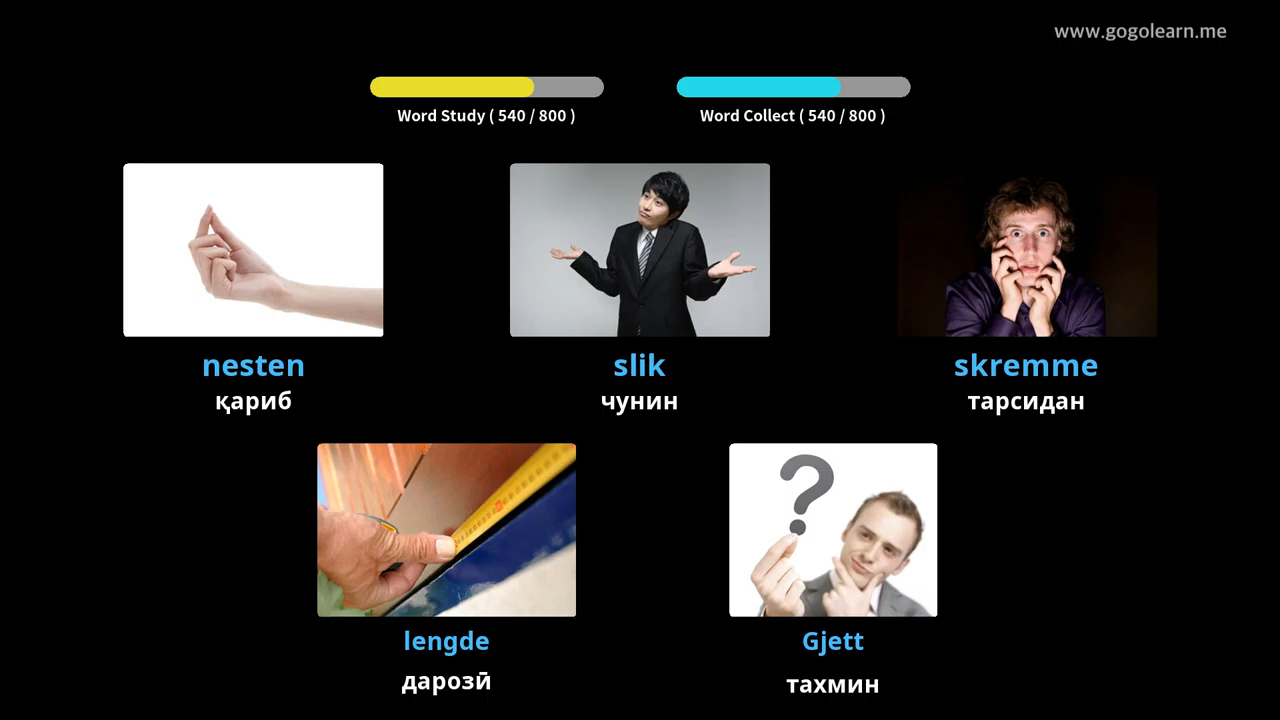 www.gogolearn.me
Word Study ( 540 / 800 )
Word Collect ( 540 / 800 )
nesten
қариб
slik
чунин
skremme
тарсидан
lengde
дарозӣ
Gjett
тахмин